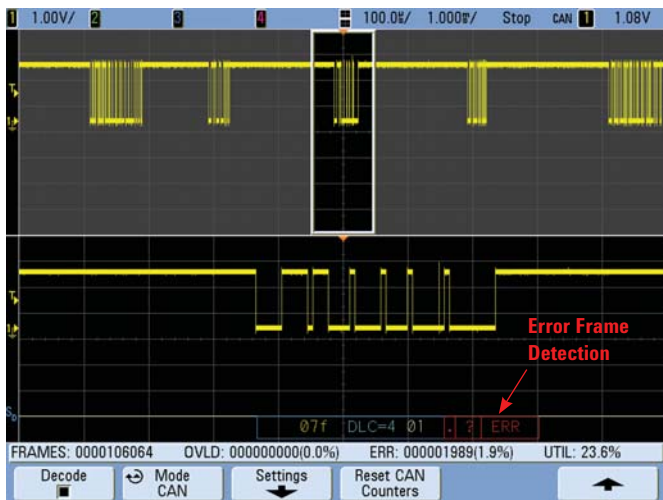 1 1.00V/ 2 3 4 100.0㎲/ 1.000㎳/ Stop CAN 1 1.08V
T
1
T
1
Error Frame
Detection
07f DLC=4 01 . ? ERR
FRAMES: 0000106064 OVLD: 000000000(0.0%) ERR: 000001989(1.9%) UTIL: 23.6%
Decode
Mode
CAN
Settings
Reset CAN
Counters